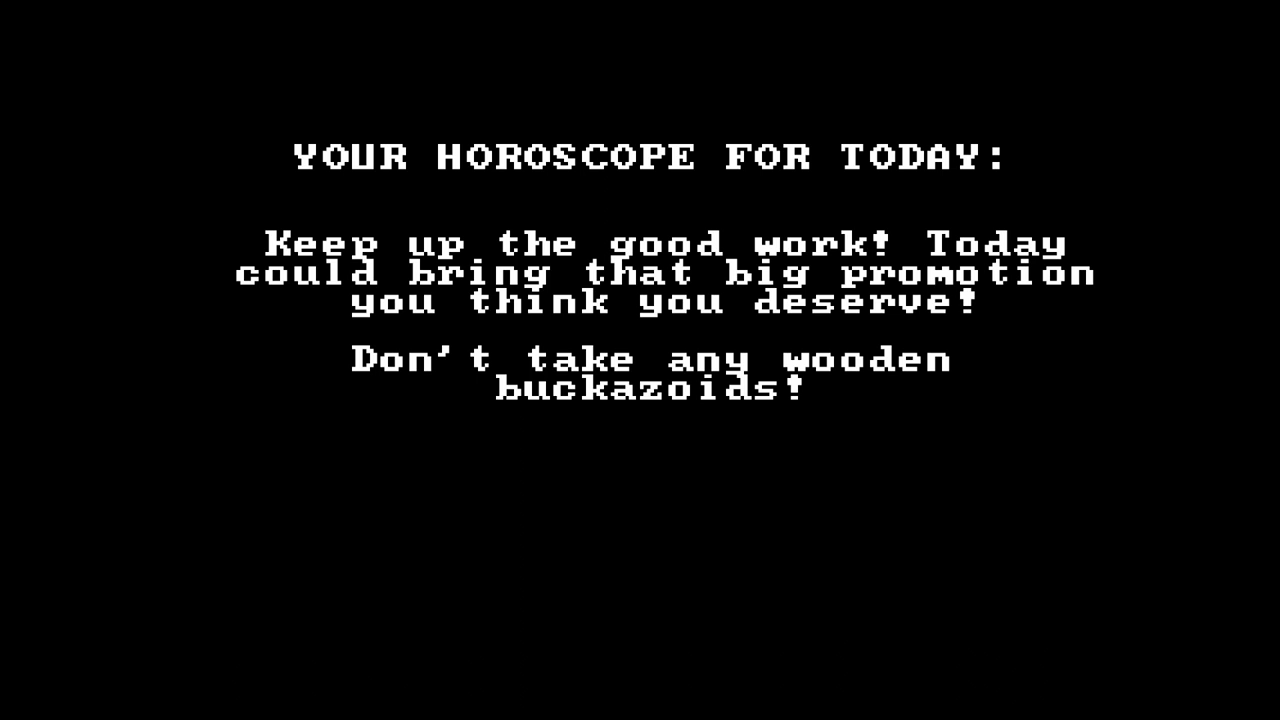 YOUR HOROSCOPE FOR TODAY:
Keep up the good work! Today
could bring that big promotion
you think you deserve!
Don't take any wooden
buckazoids!